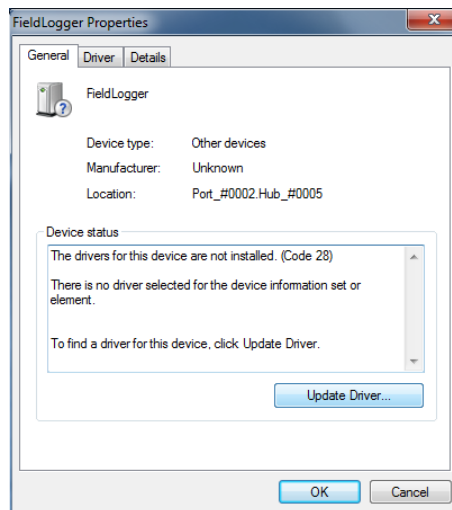 FieldLogger Properties
x
General Driver Details
?
FieldLogger
Device type: Other devices
Manufacturer: Unknown
Location: Port_#0002.Hub_#0005
Device status
The drivers for this device are not installed. (Code 28)
There is no driver selected for the device information set or
element.
To find a driver for this device, click Update Driver.
Update Driver...
OK Cancel